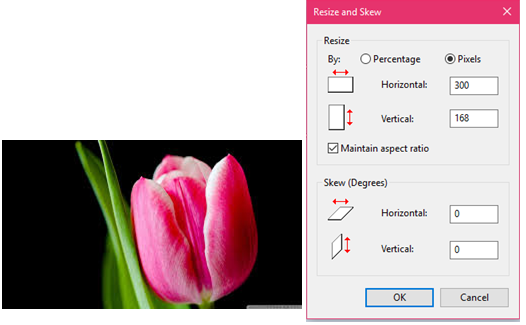 Resize and Skew
Resize
By: Percentage Pixels
Horizontal: 300
Vertical: 168
Maintain aspect ratio
Skew (Degrees)
Horizontal: 0
Vertical: 0
OK Cancel